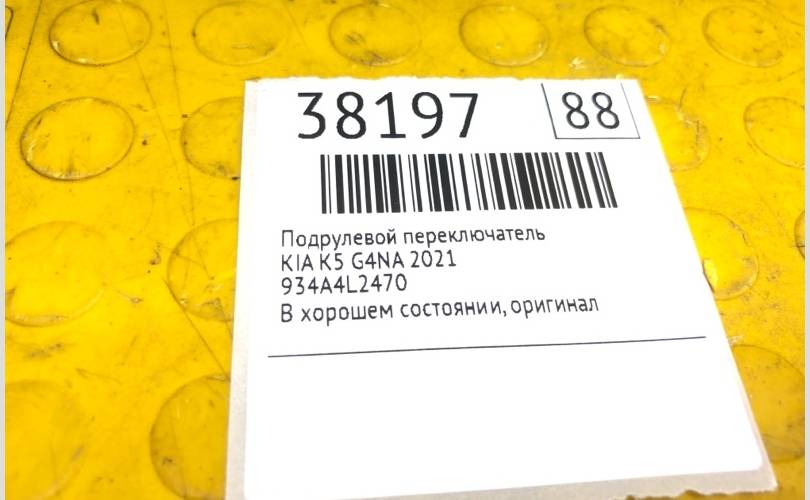 38197 88
Подрулевой переключатель
KIA K5 G4NA 2021
934A4L2470
В хорошем состоянии, оригинал